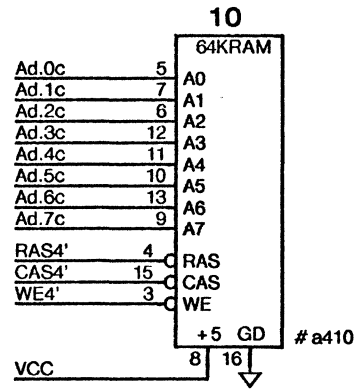 10
64KRAM
Ad.0c 5 A0
Ad.1c 7 A1
Ad.2c 6 A2
Ad.3c 12 A3
Ad.4c 11 A4
Ad.5c 10 A5
Ad.6c 13 A6
Ad.7c 9 A7
RAS4' 4 RAS
CAS4' 15 CAS
WE4' 3 WE
+5 GD #a410
VCC 8 16